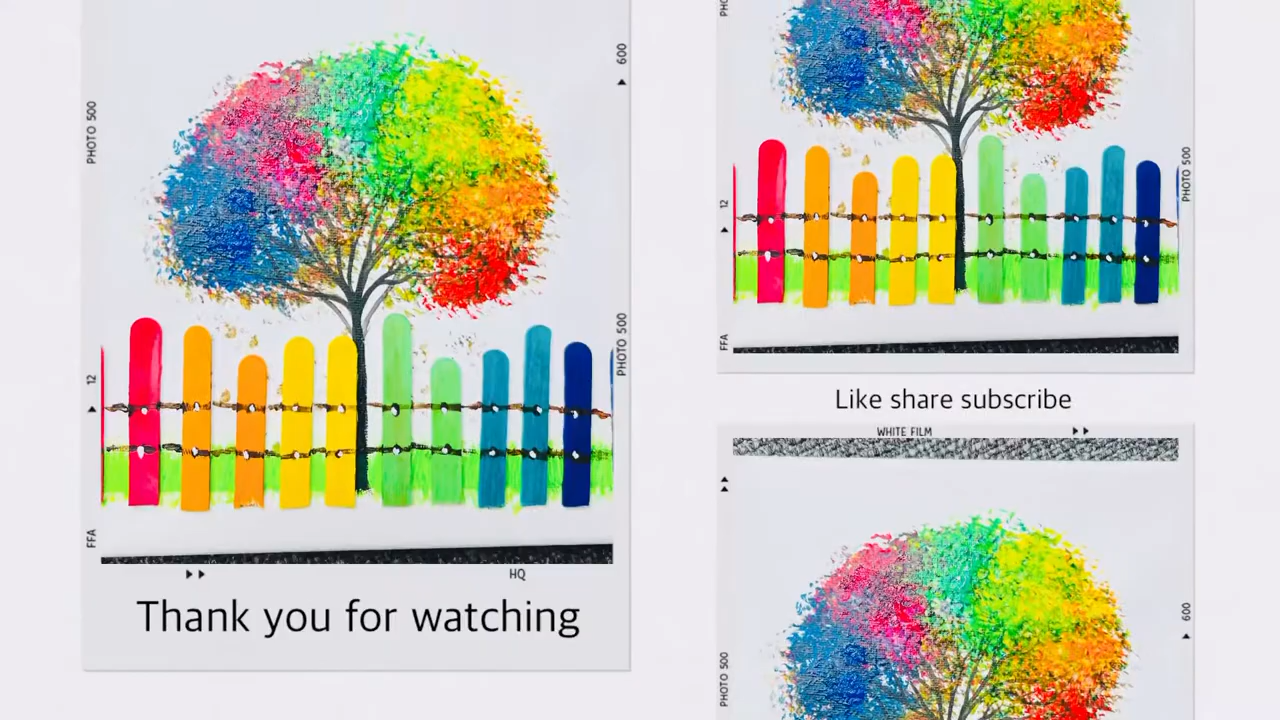 600
PHOTO 500
12
PHOTO 500
FFA
HQ
Thank you for watching
PHOTO 500
12
FFA
Like share subscribe
WHITE FILM
600
PHOTO 500